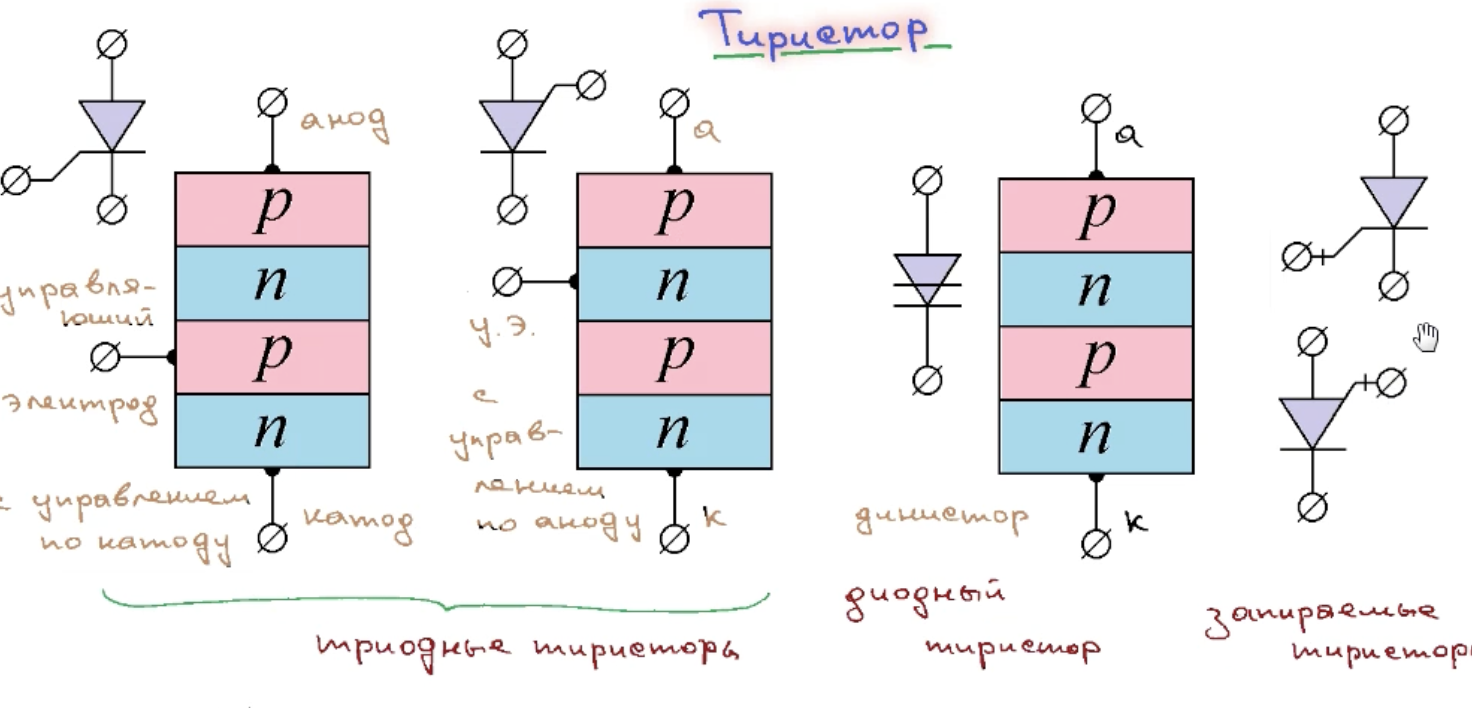 Тиристор
анод
p
n
p
n
управля-
ющий
электрод
с управлением
по катоду
катод
а
p
n
p
n
у.э.
с
управ-
лением
по аноду
к
триодные тиристоры
а
p
n
p
n
к
динистор
диодный
тиристор
запираемые
тиристоры